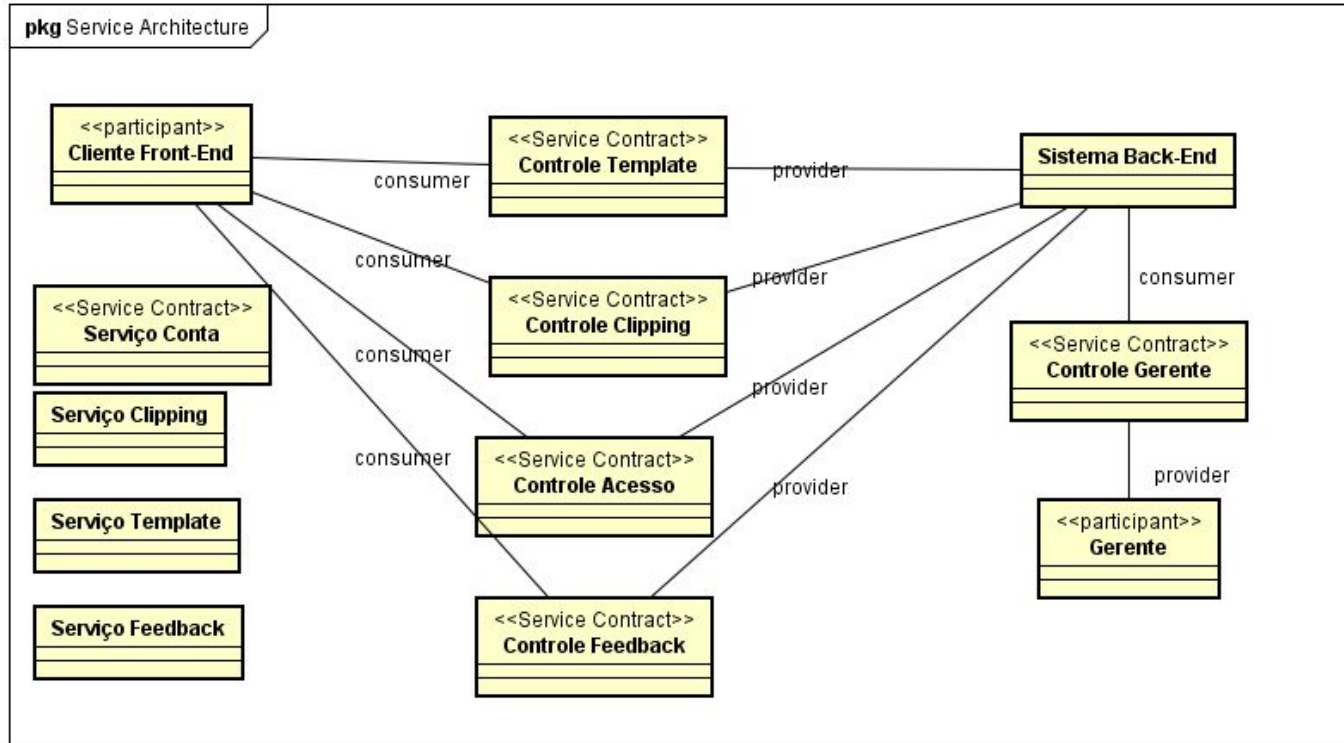 pkg Service Architecture
<<participant>>
Cliente Front-End
consumer
<<Service Contract>>
Controle Template
provider
Sistema Back-End
consumer
<<Service Contract>>
Controle Clipping
provider
consumer
<<Service Contract>>
Serviço Conta
<<Service Contract>>
Controle Gerente
consumer
provider
Serviço Clipping
consumer
<<Service Contract>>
Controle Acesso
provider
provider
Serviço Template
<<participant>>
Gerente
Serviço Feedback
<<Service Contract>>
Controle Feedback